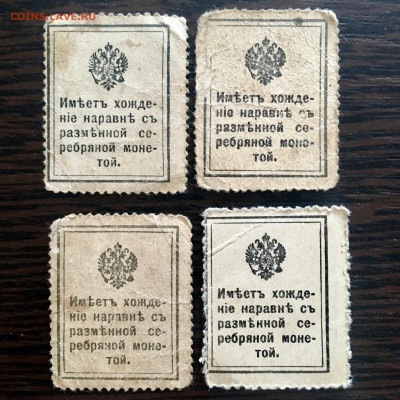 COINS.LAVE.RU
Имѣетъ хожде-
ніе наравнѣ съ
размѣнной се-
ребряной моне-
той.
Имѣетъ хожде-
ніе наравнѣ съ
размѣнной се-
ребряной моне-
той.
Имѣетъ хожде-
ніе наравнѣ съ
размѣнной се-
ребряной моне-
той.
Имѣетъ хожде-
ніе наравнѣ съ
размѣнной се-
ребряной моне-
той.